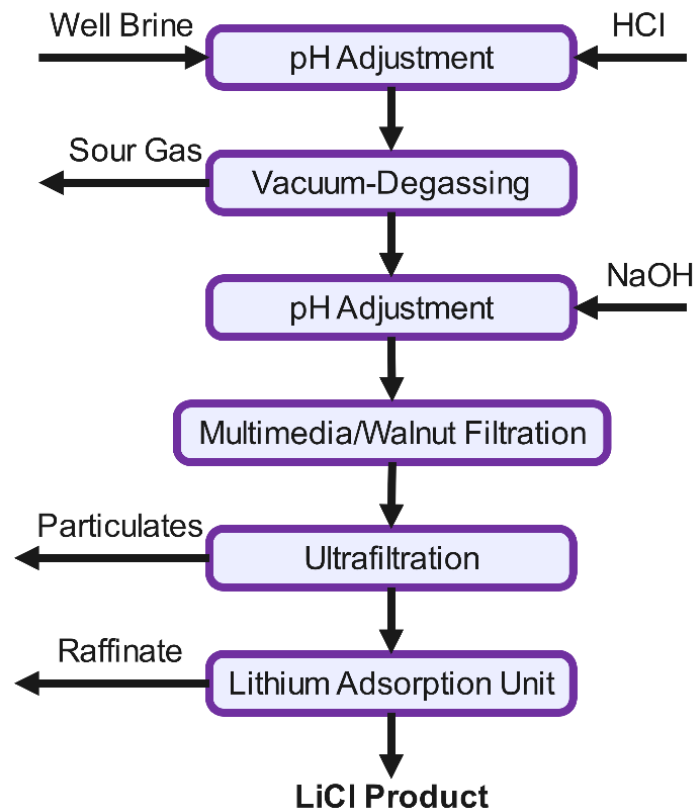 Well Brine
HCl
pH Adjustment
Sour Gas
Vacuum-Degassing
NaOH
pH Adjustment
Multimedia/Walnut Filtration
Particulates
Ultrafiltration
Raffinate
Lithium Adsorption Unit
LiCl Product